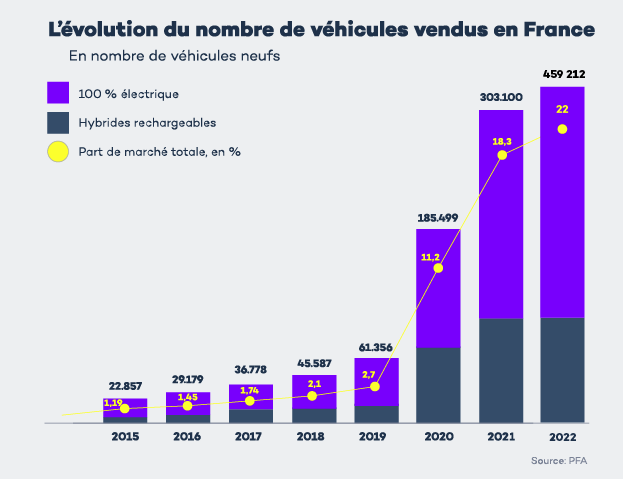 L'évolution du nombre de véhicules vendus en France
En nombre de véhicules neufs
100 % électrique
Hybrides rechargeables
Part de marché totale, en %
22.857
29.179
36.778
45.587
61.356
185.499
303.100
459 212
1,19
1,45
1,74
2,1
2,7
11,2
18,3
22
2015 2016 2017 2018 2019 2020 2021 2022
Source: PFA